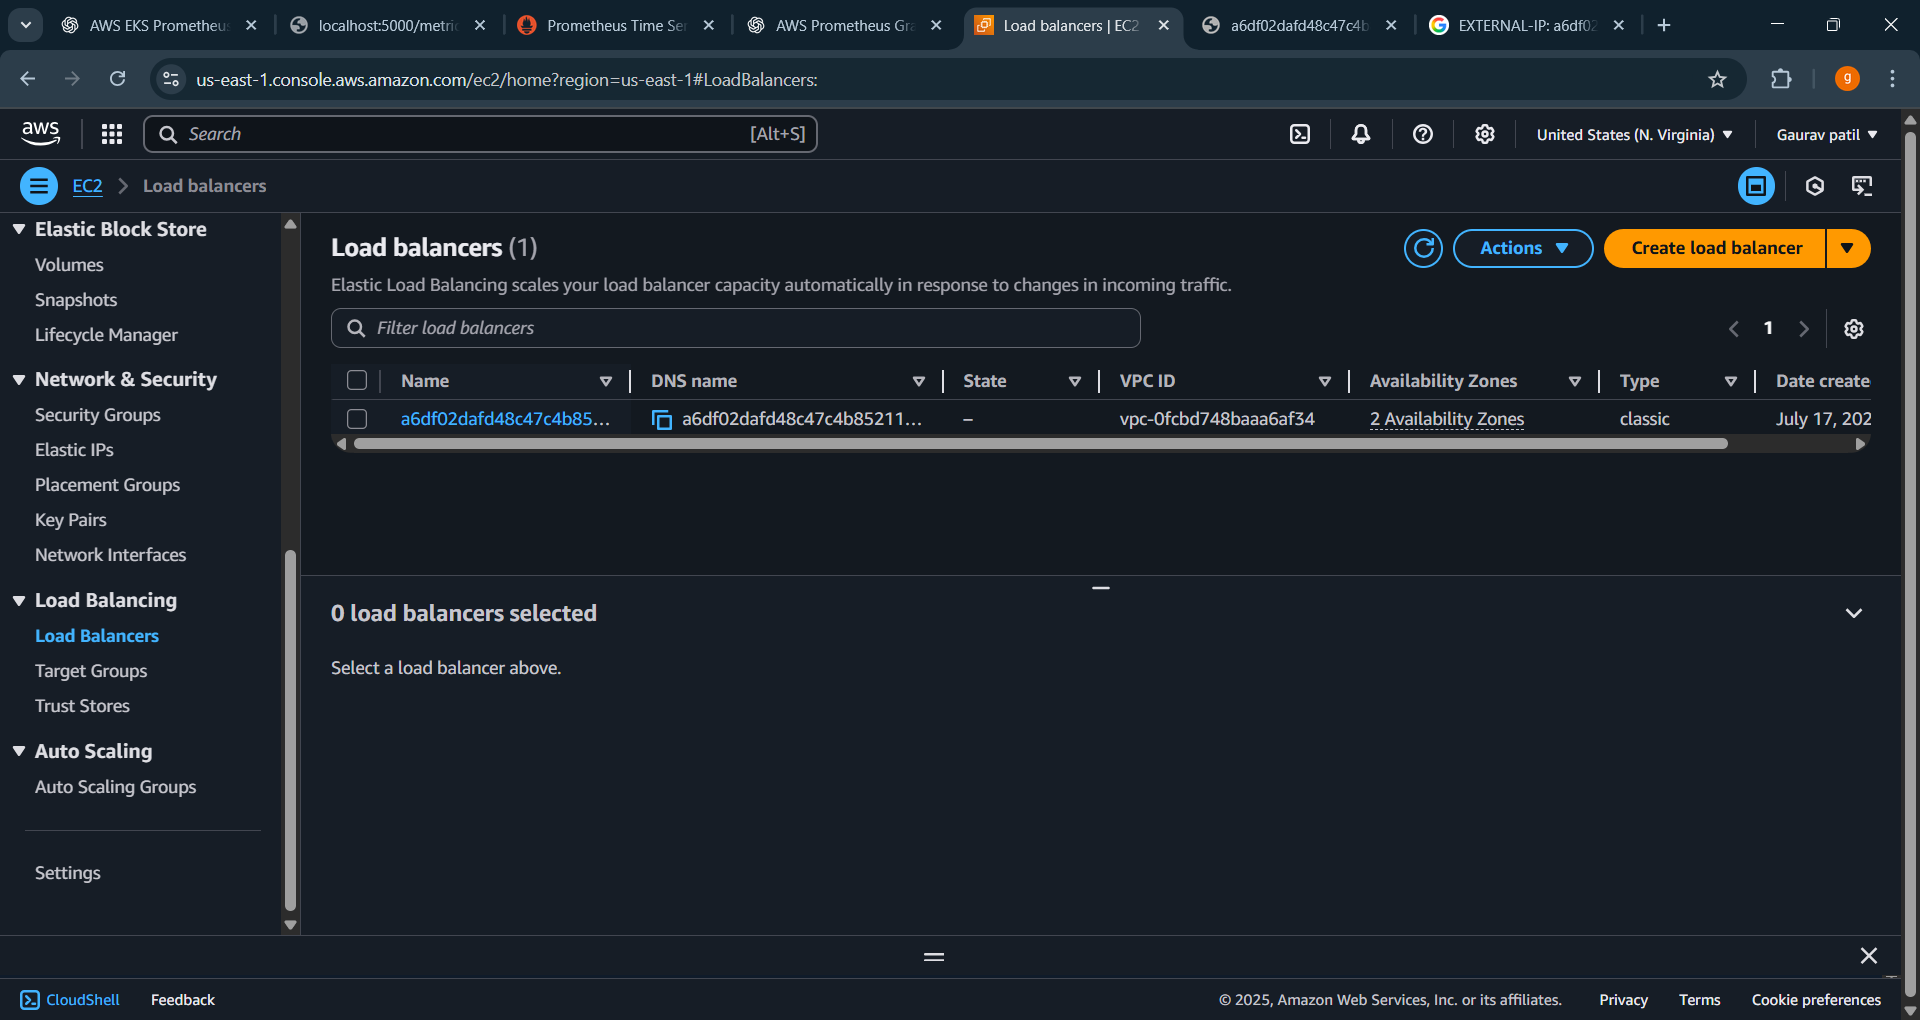 AWS EKS Prometheus
localhost:5000/metric
Prometheus Time Se
AWS Prometheus Gra
Load balancers | EC2
a6df02dafd48c47c4b
EXTERNAL-IP: a6df02
us-east-1.console.aws.amazon.com/ec2/home?region=us-east-1#LoadBalancers:
g
aws
Search
[Alt+S]
United States (N. Virginia)
Gaurav patil
EC2
Load balancers
Elastic Block Store
Volumes
Snapshots
Lifecycle Manager
Network & Security
Security Groups
Elastic IPs
Placement Groups
Key Pairs
Network Interfaces
Load Balancing
Load Balancers
Target Groups
Trust Stores
Auto Scaling
Auto Scaling Groups
Settings
Load balancers (1)
Actions
Create load balancer
Elastic Load Balancing scales your load balancer capacity automatically in response to changes in incoming traffic.
Filter load balancers
1
Name
DNS name
State
VPC ID
Availability Zones
Type
Date create
a6df02dafd48c47c4b85...
a6df02dafd48c47c4b85211...
–
vpc-0fcbd748baaa6af34
2 Availability Zones
classic
July 17, 202
0 load balancers selected
Select a load balancer above.
CloudShell
Feedback
© 2025, Amazon Web Services, Inc. or its affiliates.
Privacy
Terms
Cookie preferences